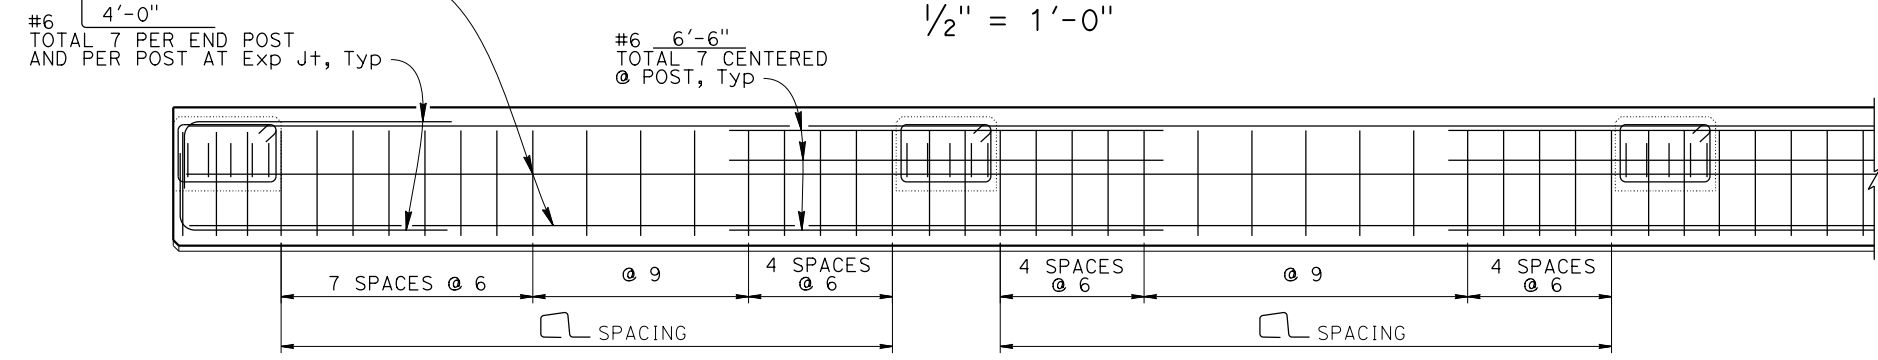 1/2" = 1'-0"
#6 4'-0"
TOTAL 7 PER END POST
AND PER POST AT Exp Jt, Typ
#6 6'-6"
TOTAL 7 CENTERED
@ POST, Typ
7 SPACES @ 6
@ 9
4 SPACES
@ 6
4 SPACES
@ 6
@ 9
4 SPACES
@ 6
SPACING
SPACING